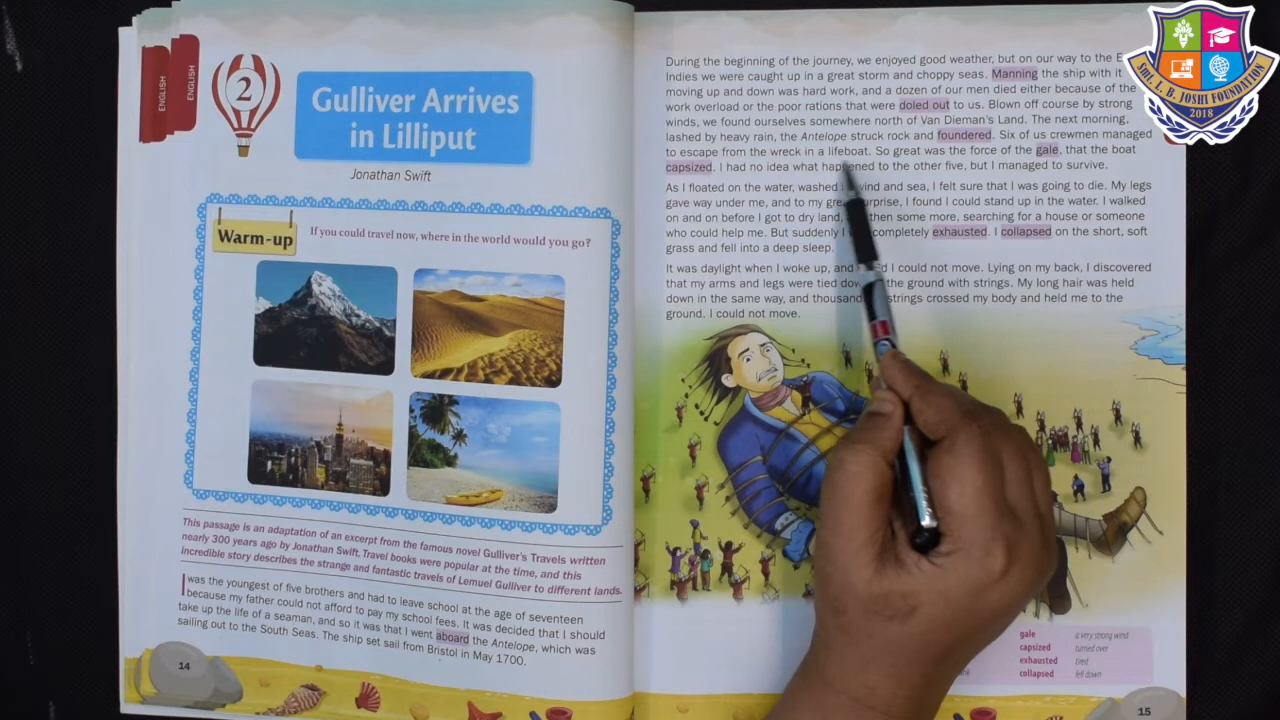 ENGLISH
ENGLISH
2
Gulliver Arrives
in Lilliput
Jonathan Swift
Warm-up
If you could travel now, where in the world would you go?
This passage is an adaptation of an excerpt from the famous novel Gulliver's Travels written
nearly 300 years ago by Jonathan Swift. Travel books were popular at the time, and this
incredible story describes the strange and fantastic travels of Lemuel Gulliver to different lands.
I was the youngest of five brothers and had to leave school at the age of seventeen
because my father could not afford to pay my school fees. It was decided that I should
take up the life of a seaman, and so it was that I went aboard the Antelope, which was
sailing out to the South Seas. The ship set sail from Bristol in May 1700.
14
During the beginning of the journey, we enjoyed good weather, but on our way to the
Indies we were caught up in a great storm and choppy seas. Manning the ship with it
moving up and down was hard work, and a dozen of our men died either because of the
work overload or the poor rations that were doled out to us. Blown off course by strong
winds, we found ourselves somewhere north of Van Dieman's Land. The next morning,
lashed by heavy rain, the Antelope struck rock and foundered. Six of us crewmen managed
to escape from the wreck in a lifeboat. So great was the force of the gale, that the boat
capsized. I had no idea what happened to the other five, but I managed to survive.
As I floated on the water, washed wind and sea, I felt sure that I was going to die. My legs
gave way under me, and to my surprise, I found I could stand up in the water. I walked
on and on before I got to dry land, then some more, searching for a house or someone
who could help me. But suddenly I completely exhausted. I collapsed on the short, soft
grass and fell into a deep sleep.
It was daylight when I woke up, and I could not move. Lying on my back, I discovered
that my arms and legs were tied the ground with strings. My long hair was held
down in the same way, and strings crossed my body and held me to the
ground. I could not move.
gale a very strong wind
capsized turned over
exhausted tired
collapsed fell down
15
SMT. L. B. JOSHI FOUNDATION
2018